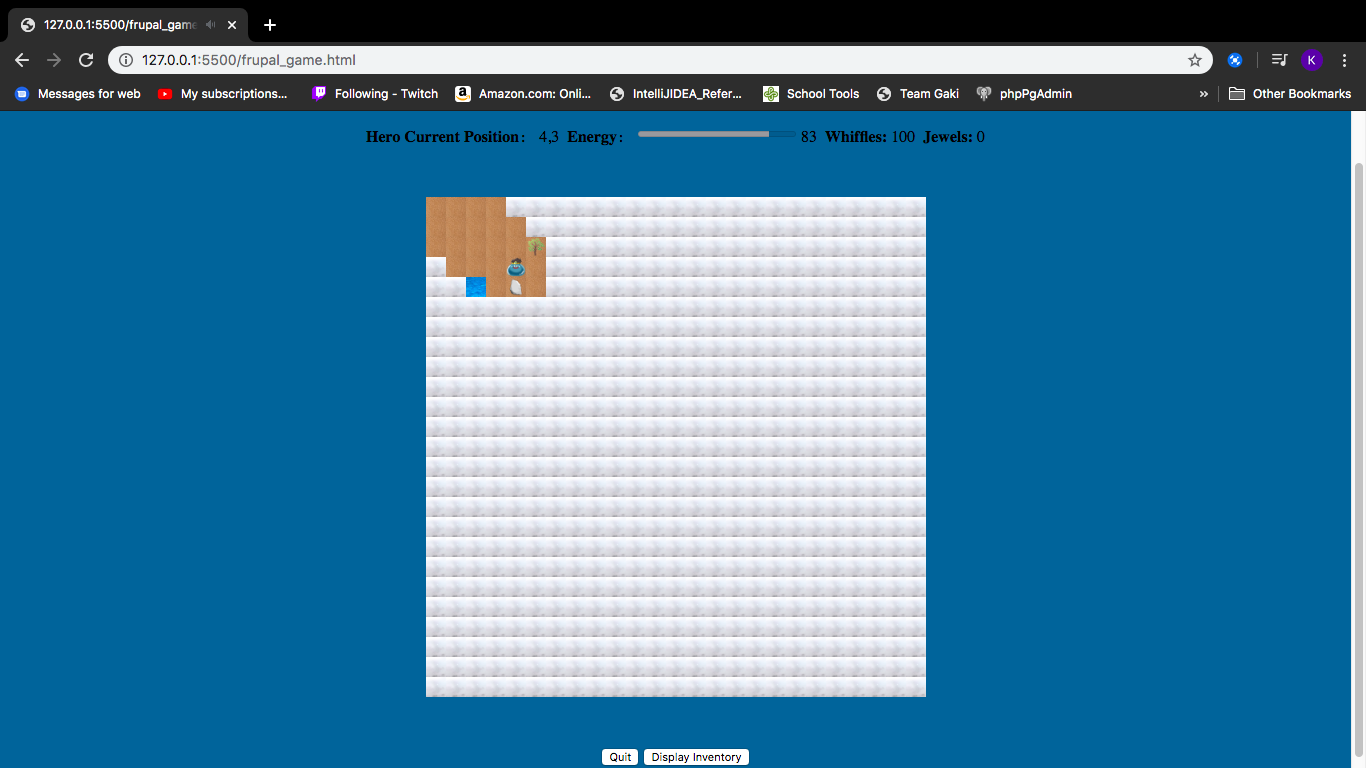 127.0.0.1:5500/frupal_game
127.0.0.1:5500/frupal_game.html
K
Messages for web My subscriptions... Following - Twitch Amazon.com: Onli... IntelliJIDEA_Refer... School Tools Team Gaki phpPgAdmin » Other Bookmarks
Hero Current Position: 4,3 Energy: 83 Whiffles: 100 Jewels: 0
Quit Display Inventory